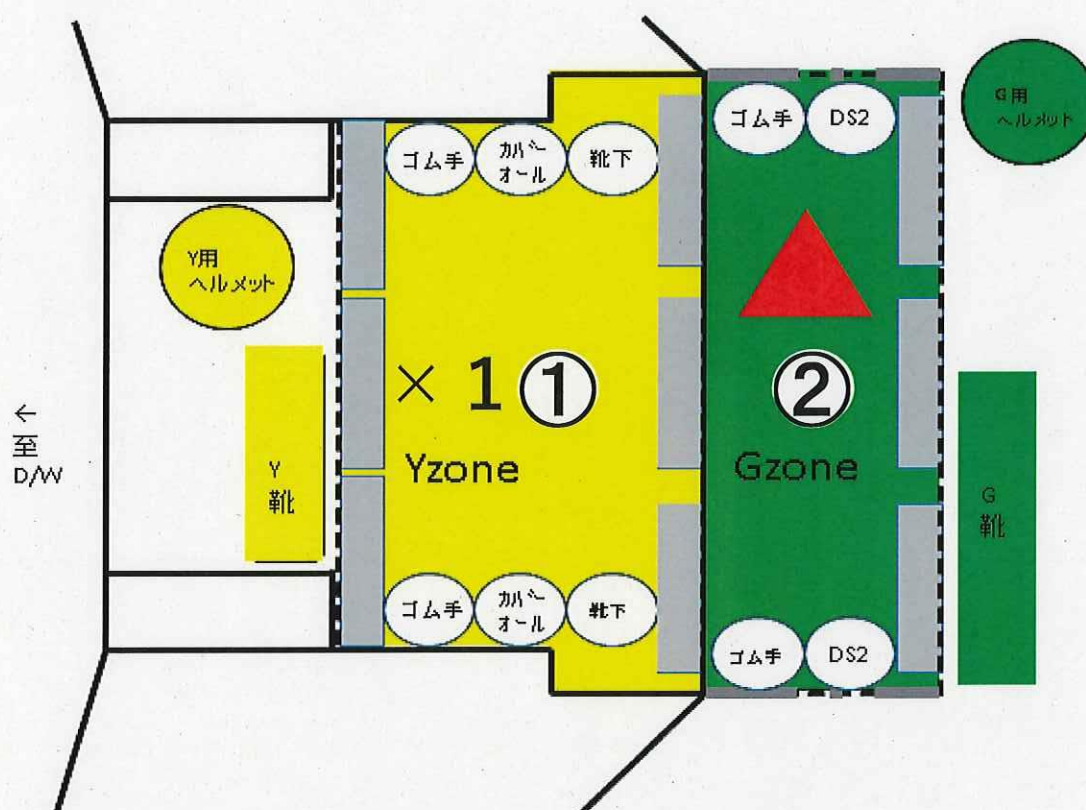 ゴム手
カバー
オール
靴下
ゴム手
DS2
G用
ヘルメット
Y用
ヘルメット
×1①
②
Yzone
Gzone
←
至
D/W
Y
靴
G
靴
ゴム手
カバー
オール
靴下
ゴム手
DS2